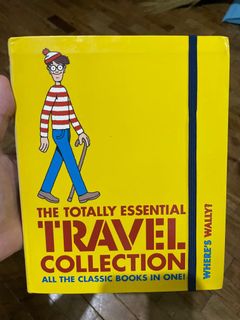 THE TOTALLY ESSENTIAL
TRAVEL
COLLECTION
ALL THE CLASSIC BOOKS IN ONE!
WHERE'S WALLY?